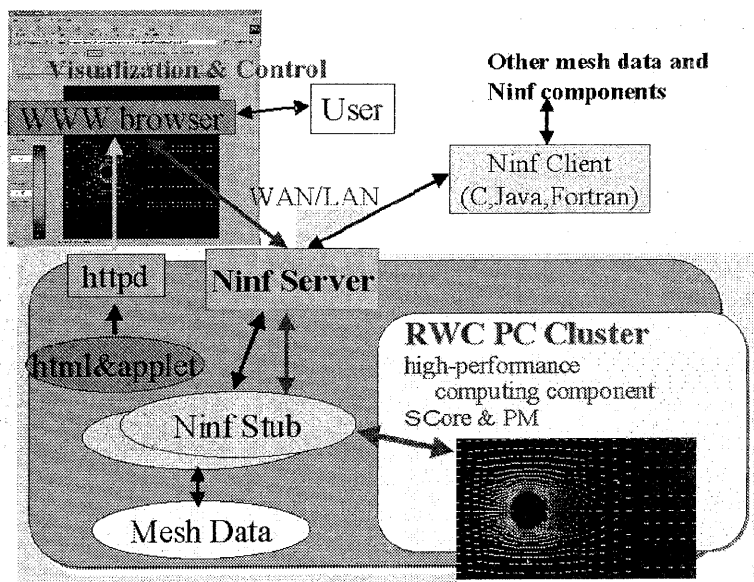 Visualization & Control
WWW browser
User
Other mesh data and
Ninf components
Ninf Client
(C,Java,Fortran)
WAN/LAN
httpd
Ninf Server
html&applet
RWC PC Cluster
high-performance
computing component
SCore & PM
Ninf Stub
Mesh Data